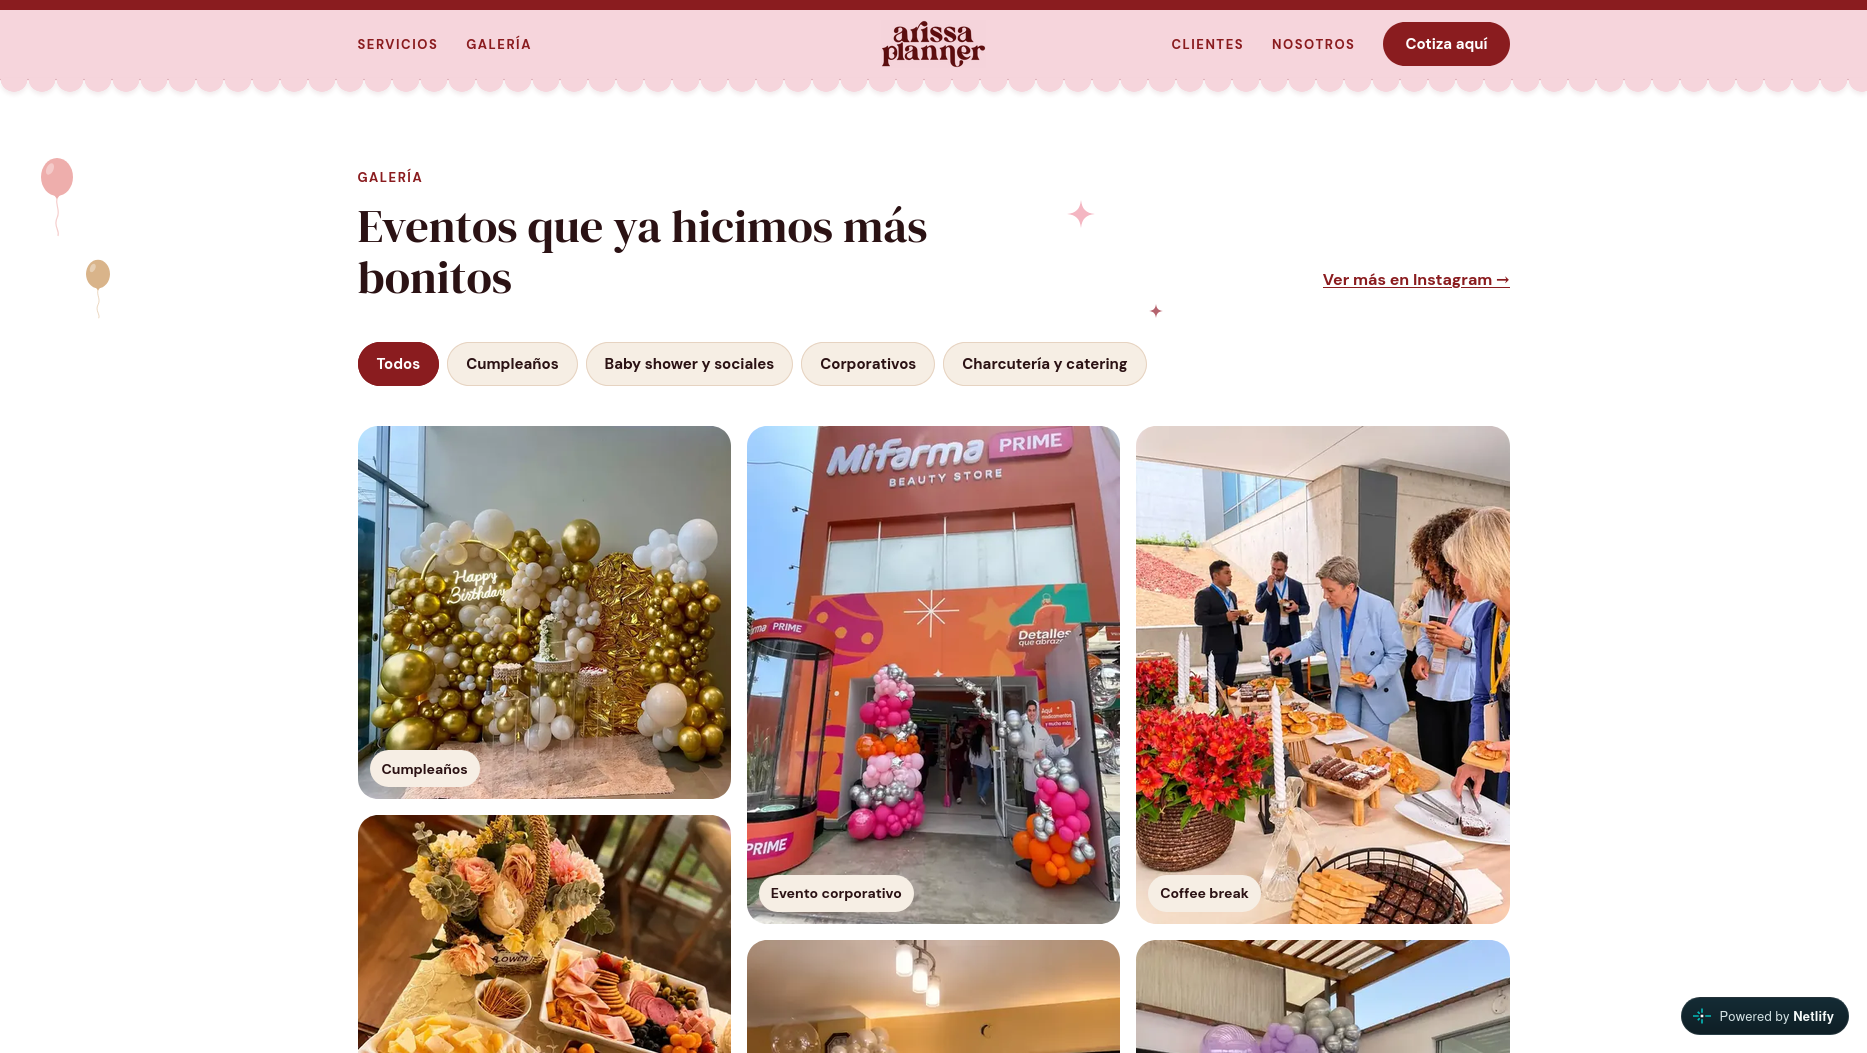 SERVICIOS
GALERÍA
arissa
planner
CLIENTES
NOSOTROS
Cotiza aquí
GALERÍA
Eventos que ya hicimos más
bonitos
Ver más en Instagram →
Todos
Cumpleaños
Baby shower y sociales
Corporativos
Charcutería y catering
Happy
Birthday
Cumpleaños
Mifarma PRIME
BEAUTY STORE
PRIME
Detalles
que abrazan
Aquí
PRIME
Evento corporativo
Coffee break
Powered by Netlify